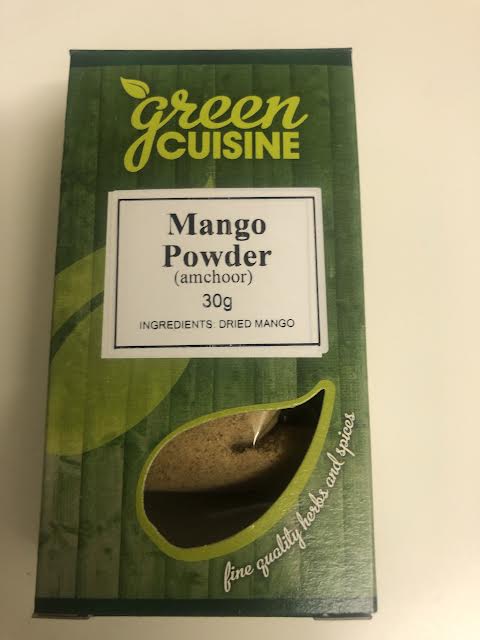 green
CUISINE
Mango
Powder
(amchoor)
30g
INGREDIENTS: DRIED MANGO
fine quality herbs and spices